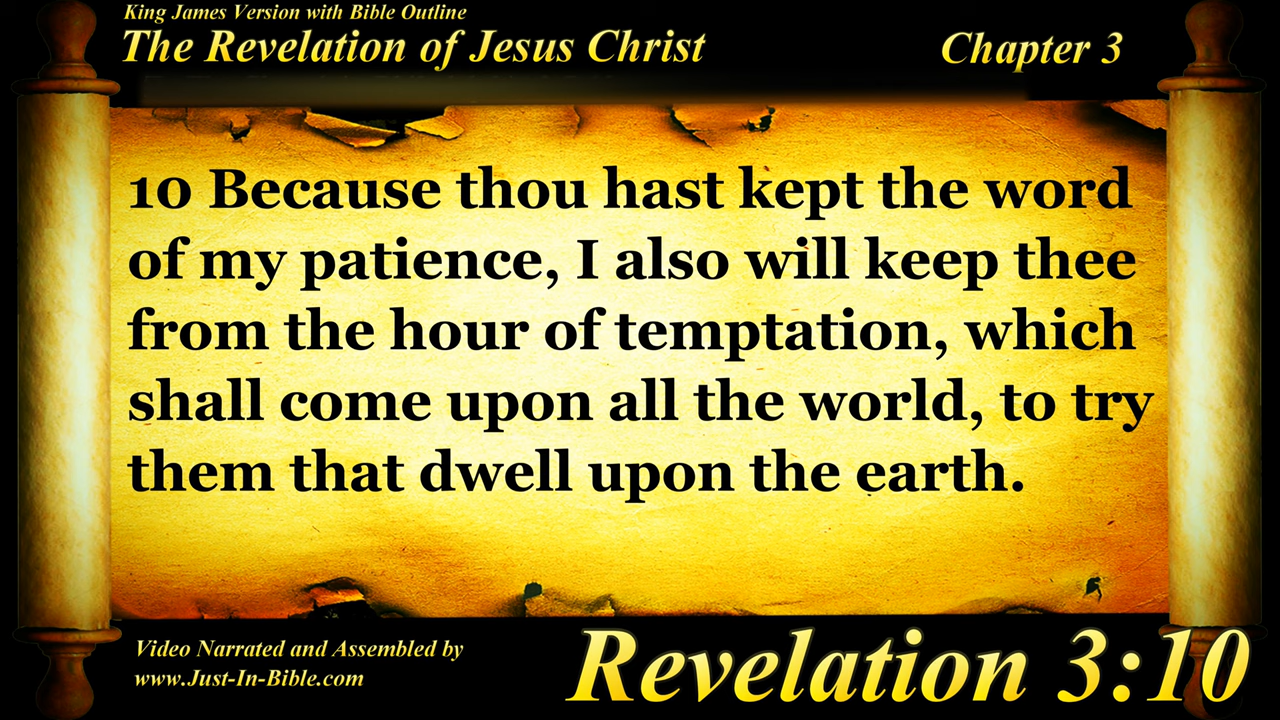 King James Version with Bible Outline
The Revelation of Jesus Christ
Chapter 3
10 Because thou hast kept the word
of my patience, I also will keep thee
from the hour of temptation, which
shall come upon all the world, to try
them that dwell upon the earth.
Video Narrated and Assembled by
www.Just-In-Bible.com
Revelation 3:10